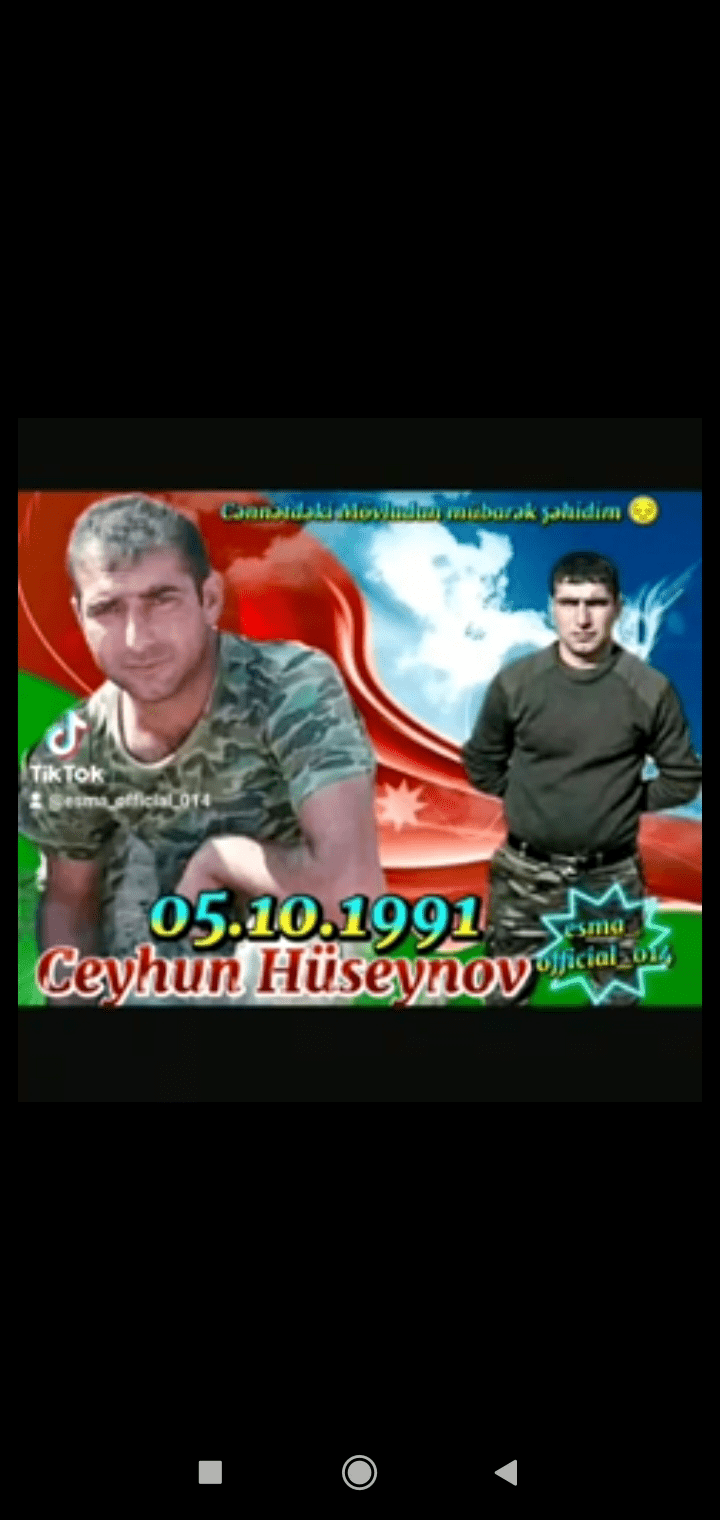 Cənnətdəki Mövludun mübarək şəhidim
TikTok
@esma_official_014
05.10.1991
esma_
official_014
Ceyhun Hüseynov